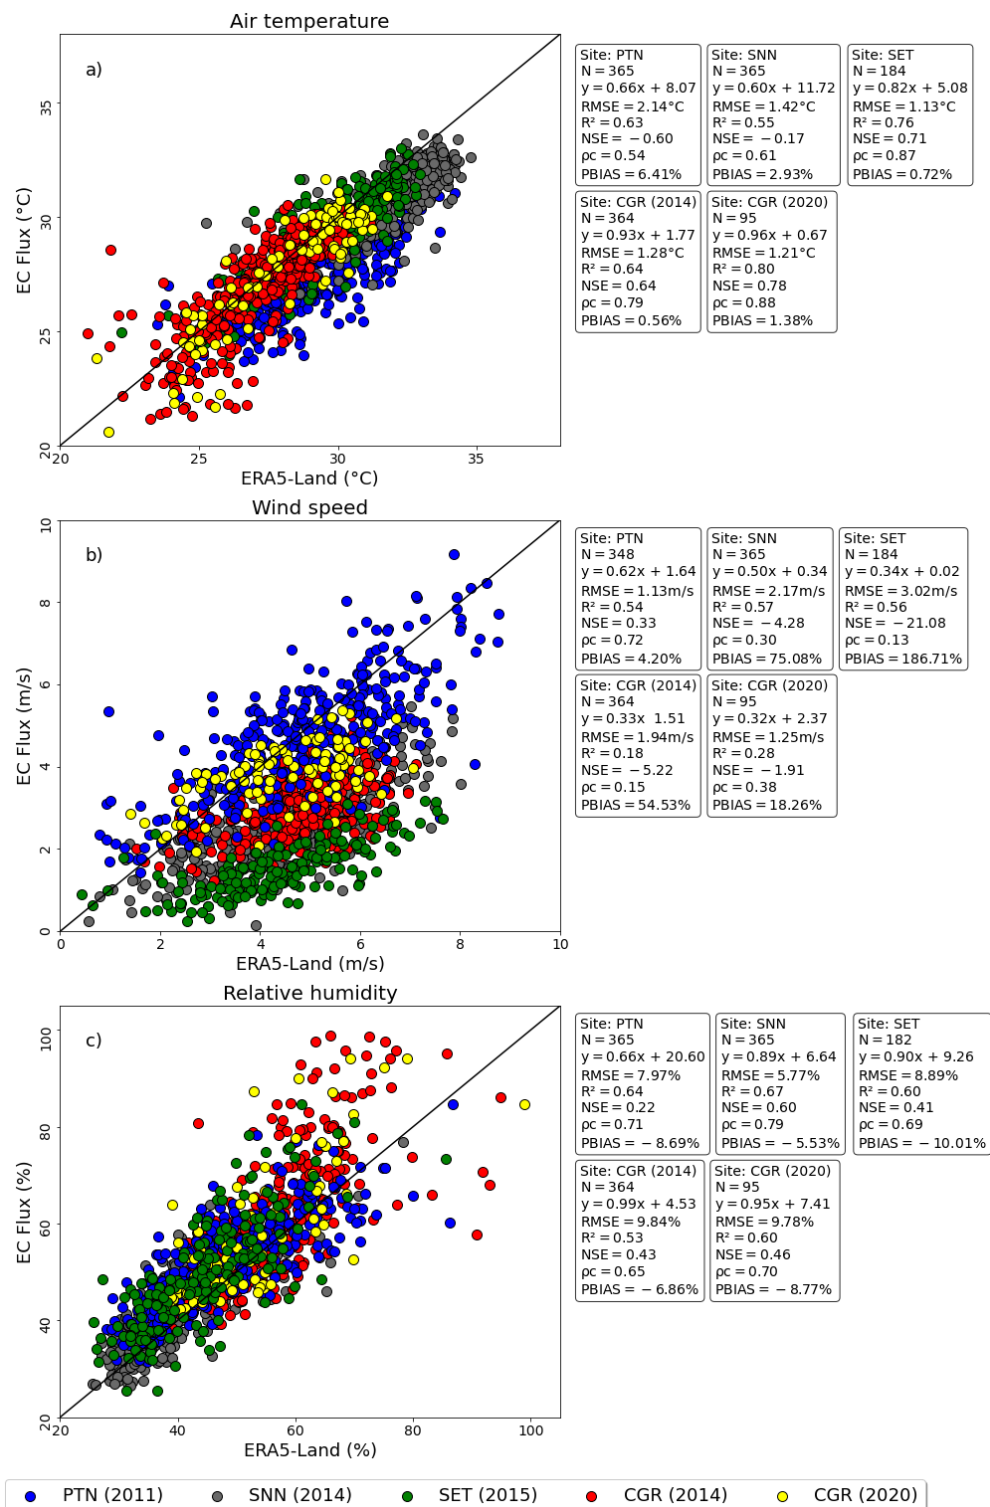 Air temperature
a)
EC Flux (°C)
35
30
25
20
20 25 30 35
ERA5-Land (°C)
Site: PTN
N = 365
y = 0.66x + 8.07
RMSE = 2.14°C
R² = 0.63
NSE = − 0.60
ρc = 0.54
PBIAS = 6.41%
Site: SNN
N = 365
y = 0.60x + 11.72
RMSE = 1.42°C
R² = 0.55
NSE = − 0.17
ρc = 0.61
PBIAS = 2.93%
Site: SET
N = 184
y = 0.82x + 5.08
RMSE = 1.13°C
R² = 0.76
NSE = 0.71
ρc = 0.87
PBIAS = 0.72%
Site: CGR (2014)
N = 364
y = 0.93x + 1.77
RMSE = 1.28°C
R² = 0.64
NSE = 0.64
ρc = 0.79
PBIAS = 0.56%
Site: CGR (2020)
N = 95
y = 0.96x + 0.67
RMSE = 1.21°C
R² = 0.80
NSE = 0.78
ρc = 0.88
PBIAS = 1.38%
Wind speed
b)
EC Flux (m/s)
10
8
6
4
2
0
0 2 4 6 8 10
ERA5-Land (m/s)
Site: PTN
N = 348
y = 0.62x + 1.64
RMSE = 1.13m/s
R² = 0.54
NSE = 0.33
ρc = 0.72
PBIAS = 4.20%
Site: SNN
N = 365
y = 0.50x + 0.34
RMSE = 2.17m/s
R² = 0.57
NSE = − 4.28
ρc = 0.30
PBIAS = 75.08%
Site: SET
N = 184
y = 0.34x + 0.02
RMSE = 3.02m/s
R² = 0.56
NSE = − 21.08
ρc = 0.13
PBIAS = 186.71%
Site: CGR (2014)
N = 364
y = 0.33x 1.51
RMSE = 1.94m/s
R² = 0.18
NSE = − 5.22
ρc = 0.15
PBIAS = 54.53%
Site: CGR (2020)
N = 95
y = 0.32x + 2.37
RMSE = 1.25m/s
R² = 0.28
NSE = − 1.91
ρc = 0.38
PBIAS = 18.26%
Relative humidity
c)
EC Flux (%)
100
80
60
40
20
20 40 60 80 100
ERA5-Land (%)
Site: PTN
N = 365
y = 0.66x + 20.60
RMSE = 7.97%
R² = 0.64
NSE = 0.22
ρc = 0.71
PBIAS = − 8.69%
Site: SNN
N = 365
y = 0.89x + 6.64
RMSE = 5.77%
R² = 0.67
NSE = 0.60
ρc = 0.79
PBIAS = − 5.53%
Site: SET
N = 182
y = 0.90x + 9.26
RMSE = 8.89%
R² = 0.60
NSE = 0.41
ρc = 0.69
PBIAS = − 10.01%
Site: CGR (2014)
N = 364
y = 0.99x + 4.53
RMSE = 9.84%
R² = 0.53
NSE = 0.43
ρc = 0.65
PBIAS = − 6.86%
Site: CGR (2020)
N = 95
y = 0.95x + 7.41
RMSE = 9.78%
R² = 0.60
NSE = 0.46
ρc = 0.70
PBIAS = − 8.77%
PTN (2011) SNN (2014) SET (2015) CGR (2014) CGR (2020)